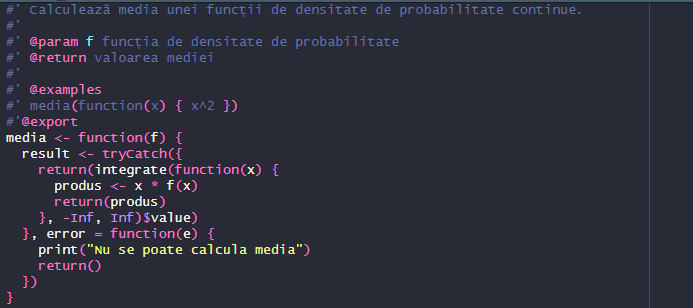 #' Calculează media unei funcții de densitate de probabilitate continue.
#'
#' @param f funcția de densitate de probabilitate
#' @return valoarea mediei
#'
#' @examples
#' media(function(x) { x^2 })
#'@export
media <- function(f) {
  result <- tryCatch({
    return(integrate(function(x) {
      produs <- x * f(x)
      return(produs)
    }, -Inf, Inf)$value)
  }, error = function(e) {
    print("Nu se poate calcula media")
    return()
  })
}